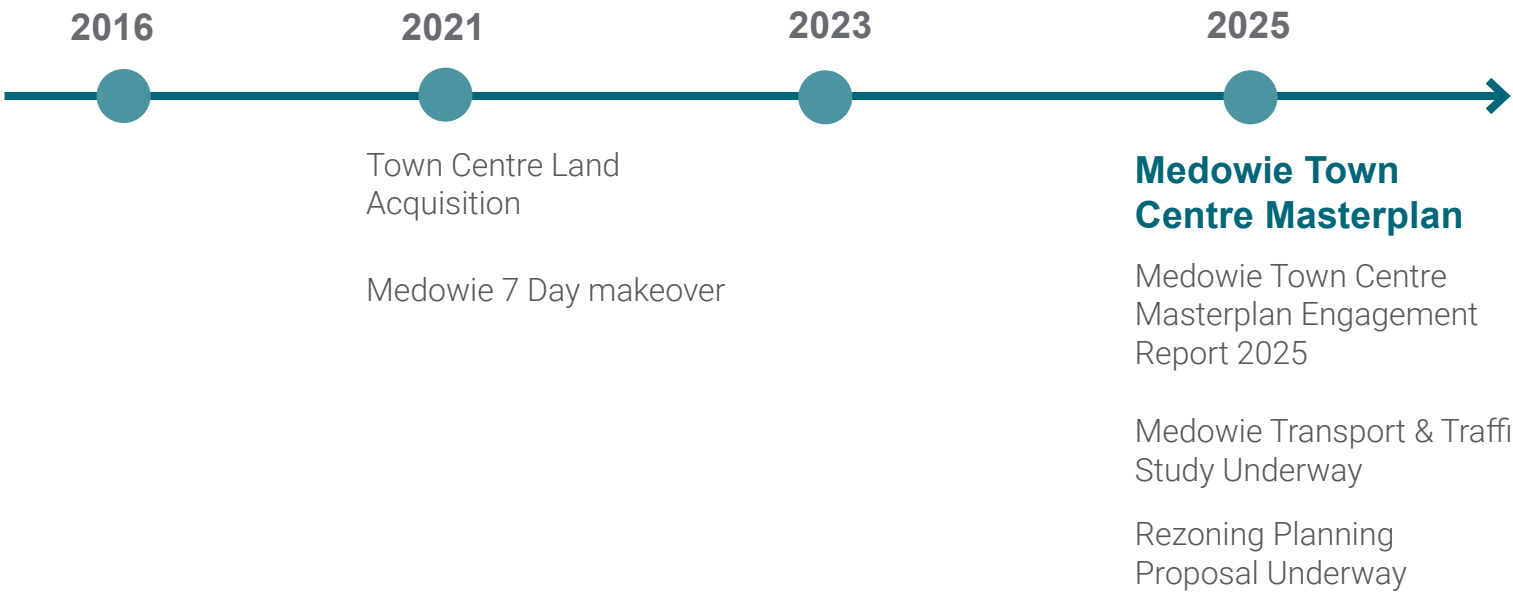 2016
2021
2023
2025
Town Centre Land
Acquisition
Medowie 7 Day makeover
Medowie Town
Centre Masterplan
Medowie Town Centre
Masterplan Engagement
Report 2025
Medowie Transport & Traffi
Study Underway
Rezoning Planning
Proposal Underway